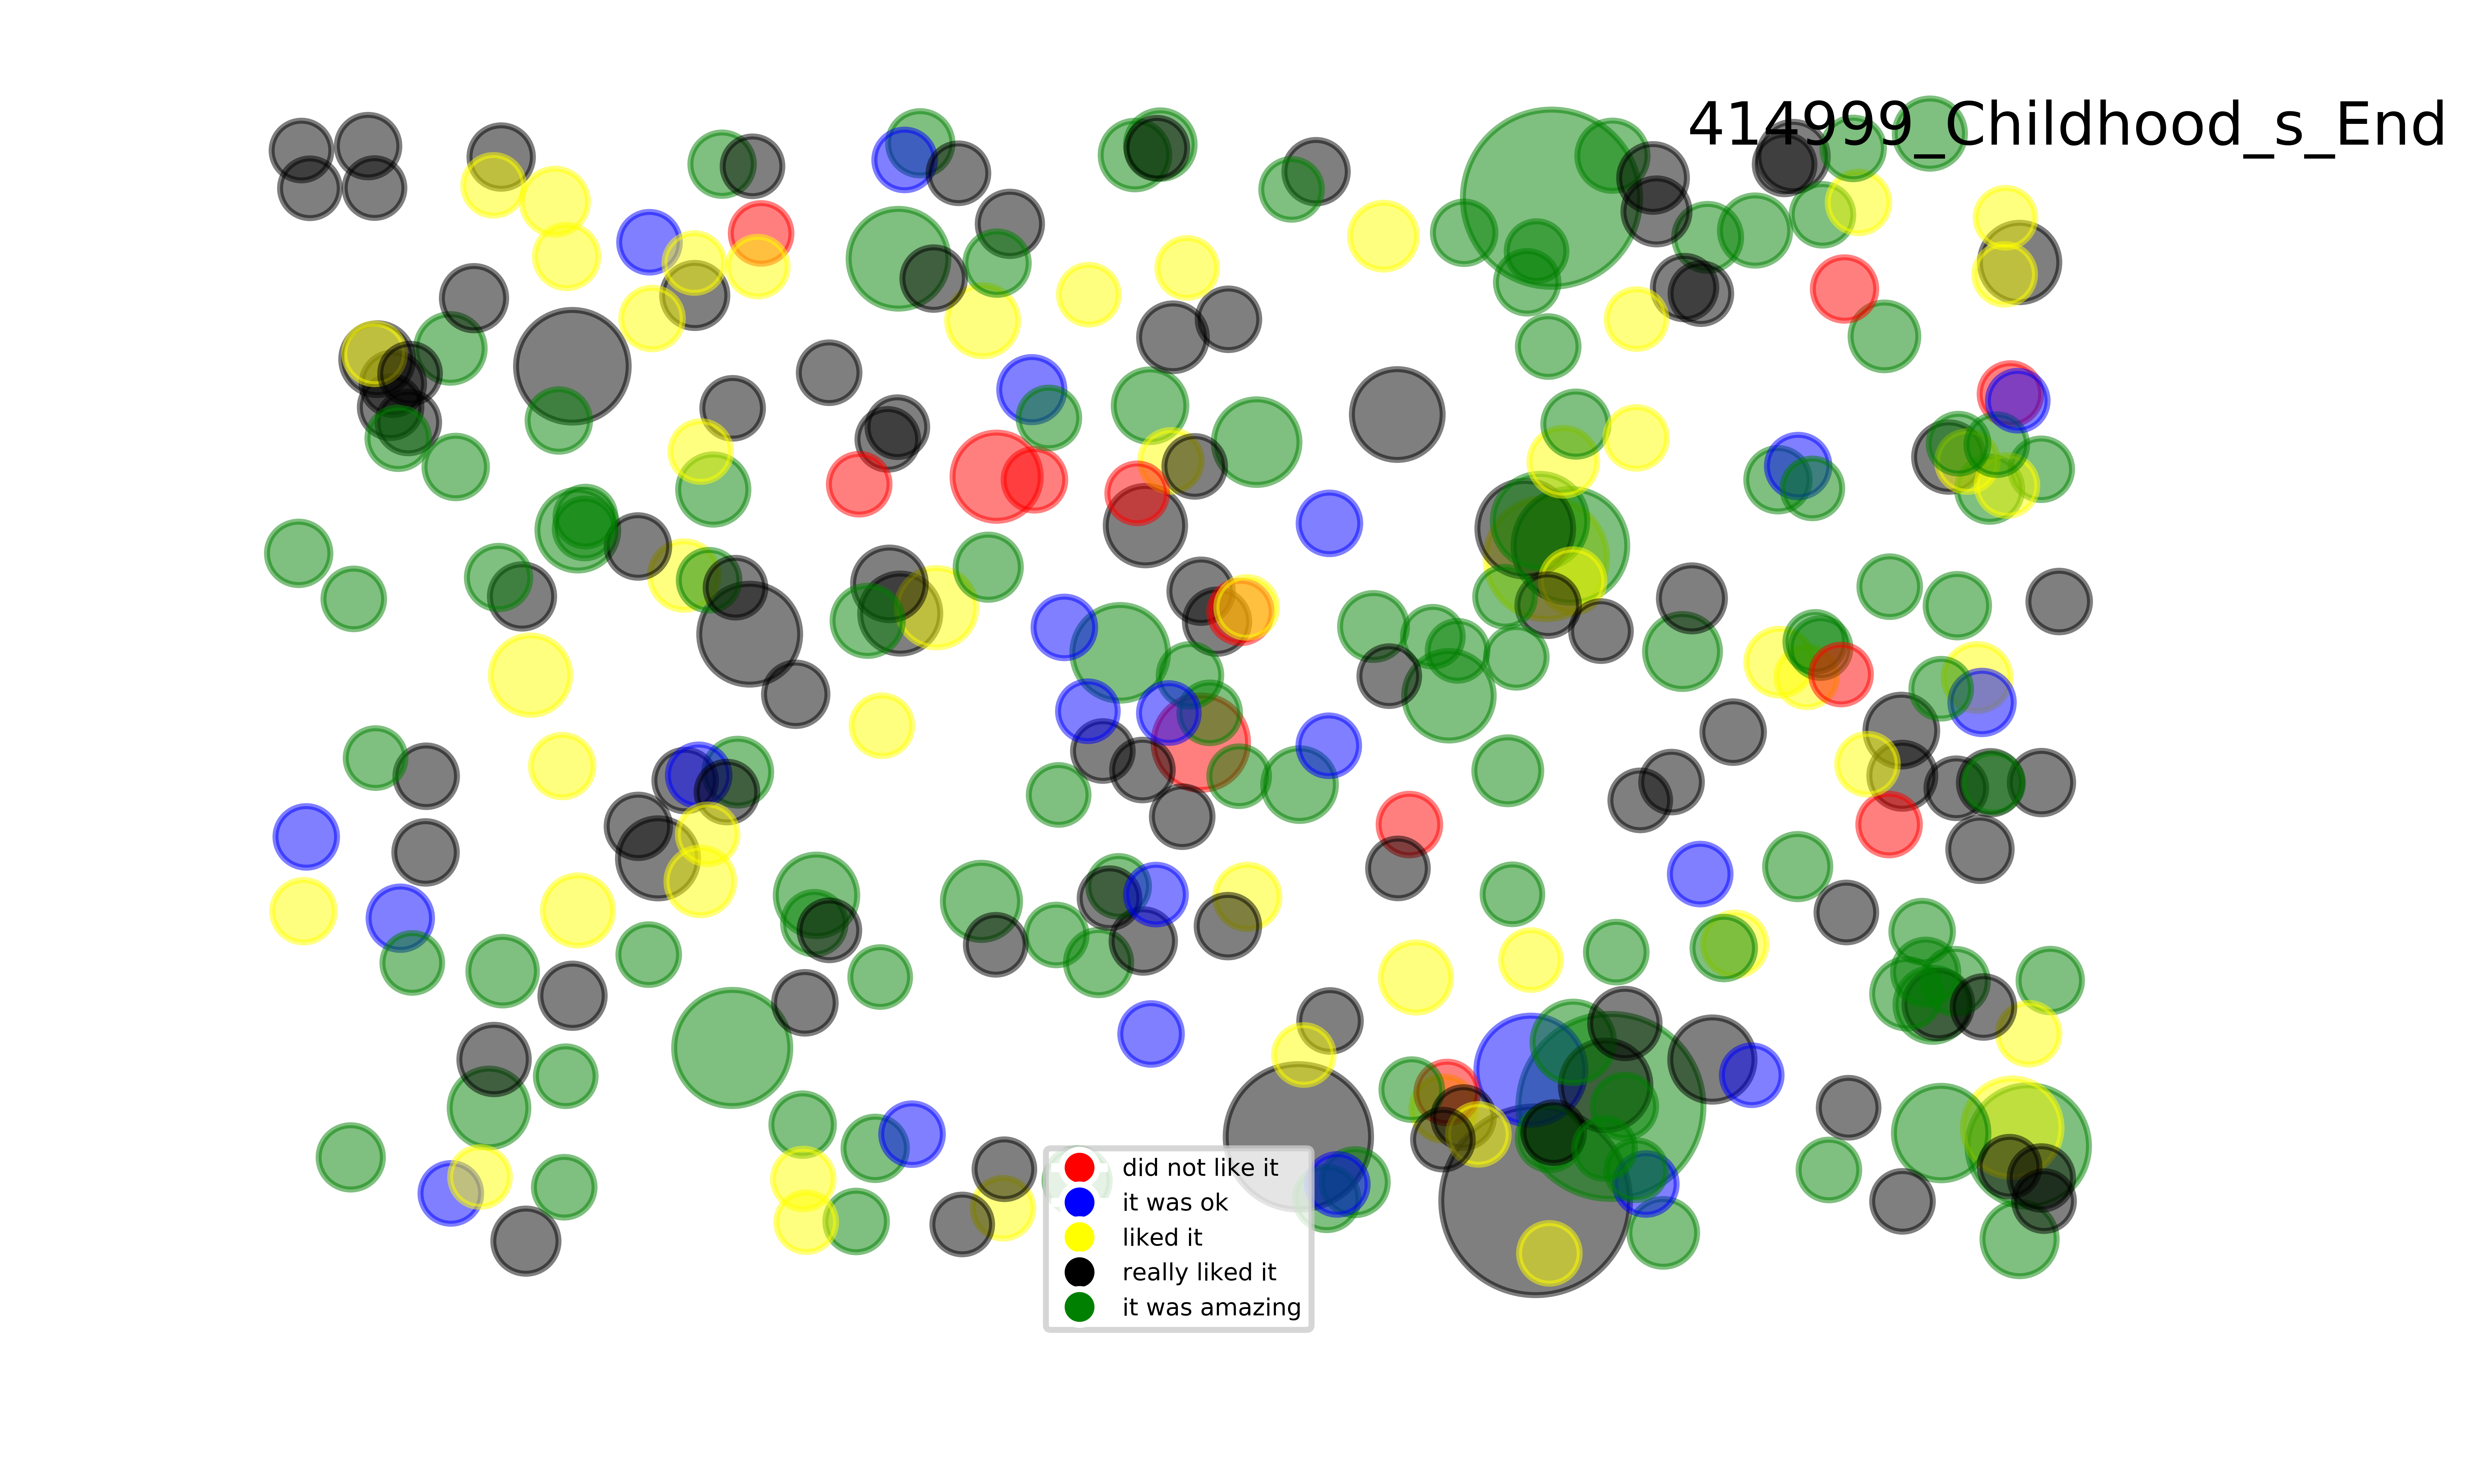 414999_Childhood_s_End
did not like it
it was ok
liked it
really liked it
it was amazing